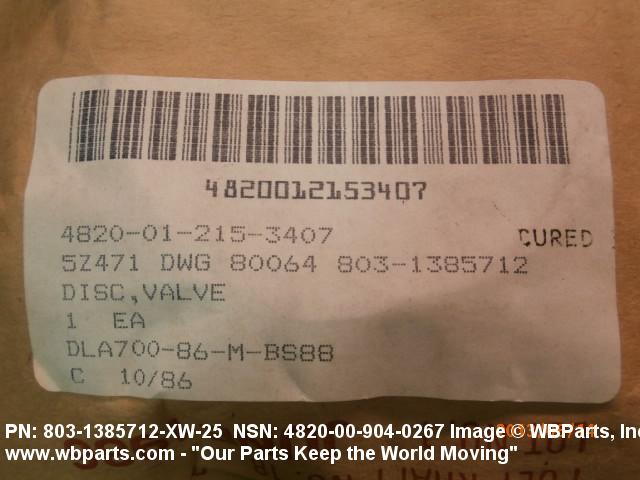 4820012153407
4820-01-215-3407 CURED
5Z471 DWG 80064 803-1385712
DISC,VALVE
1 EA
DLA700-86-M-BS88
C 10/86
PN: 803-1385712-XW-25 NSN: 4820-00-904-0267 Image © WBParts, Inc
www.wbparts.com - "Our Parts Keep the World Moving"